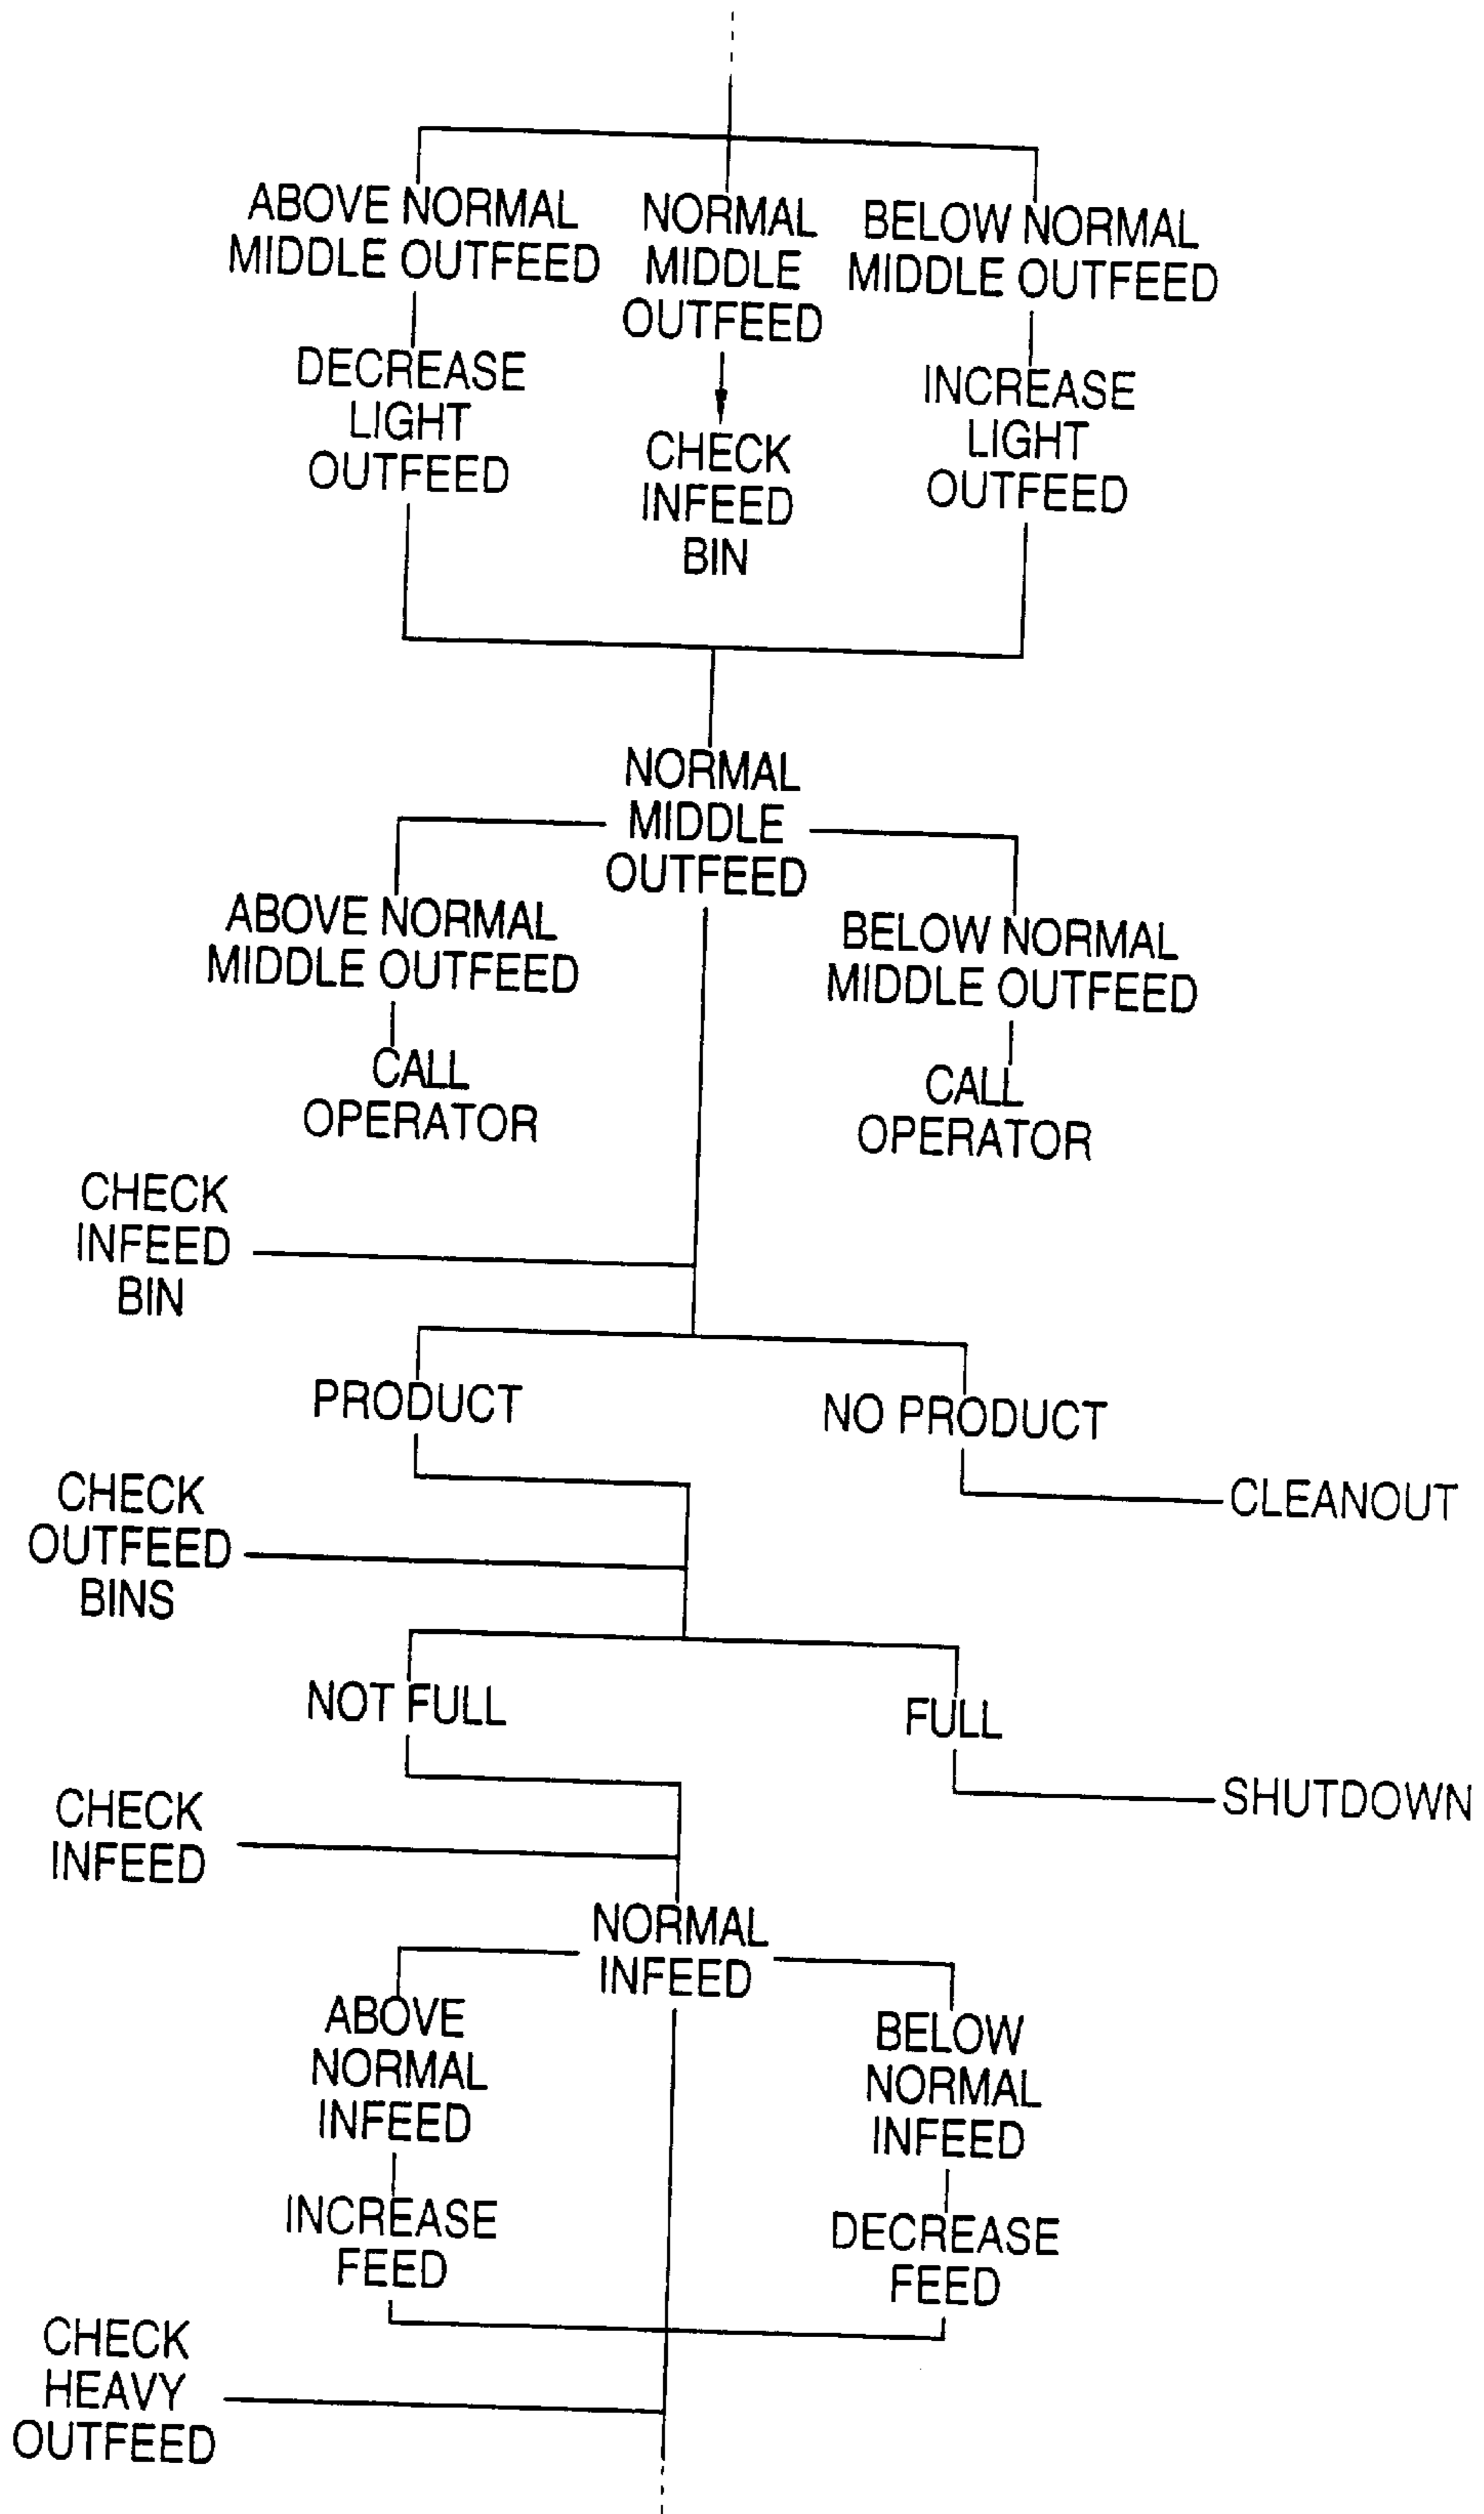 ABOVE NORMAL
MIDDLE OUTFEED
NORMAL
MIDDLE
OUTFEED
BELOW NORMAL
MIDDLE OUTFEED
DECREASE
LIGHT
OUTFEED
CHECK
INFEED
BIN
INCREASE
LIGHT
OUTFEED
NORMAL
MIDDLE
OUTFEED
ABOVE NORMAL
MIDDLE OUTFEED
BELOW NORMAL
MIDDLE OUTFEED
CALL
OPERATOR
CALL
OPERATOR
CHECK
INFEED
BIN
PRODUCT
NO PRODUCT
CHECK
OUTFEED
BINS
CLEANOUT
NOT FULL
FULL
CHECK
INFEED
SHUTDOWN
NORMAL
INFEED
ABOVE
NORMAL
INFEED
BELOW
NORMAL
INFEED
INCREASE
FEED
DECREASE
FEED
CHECK
HEAVY
OUTFEED